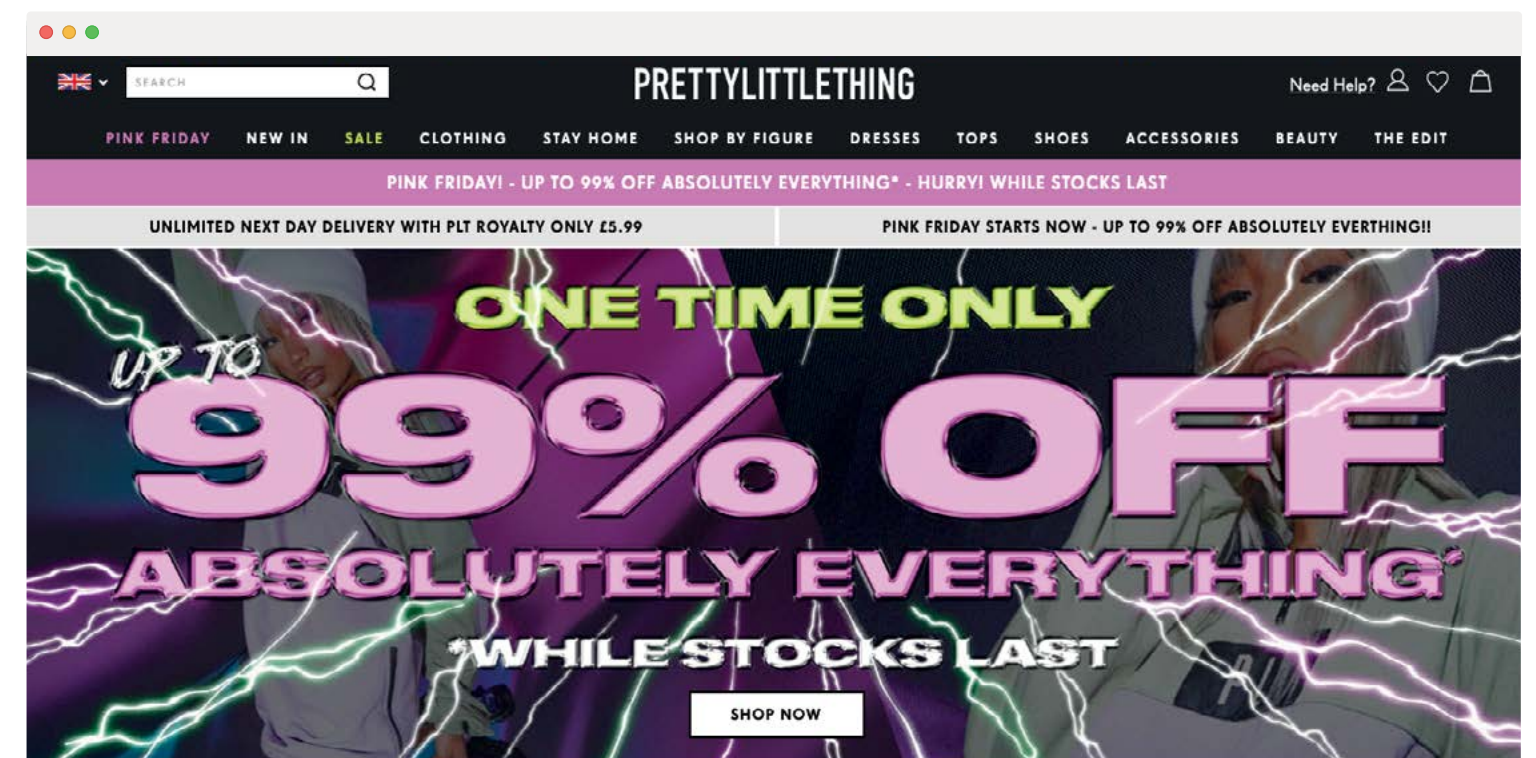 SEARCH
PRETTYLITTLETHING
Need Help?
PINK FRIDAY NEW IN SALE CLOTHING STAY HOME SHOP BY FIGURE DRESSES TOPS SHOES ACCESSORIES BEAUTY THE EDIT
PINK FRIDAY! - UP TO 99% OFF ABSOLUTELY EVERYTHING* - HURRY! WHILE STOCKS LAST
UNLIMITED NEXT DAY DELIVERY WITH PLT ROYALTY ONLY £5.99
PINK FRIDAY STARTS NOW - UP TO 99% OFF ABSOLUTELY EVERTHING!!
ONE TIME ONLY
UP TO
99% OFF
ABSOLUTELY EVERYTHING*
*WHILE STOCKS LAST
SHOP NOW